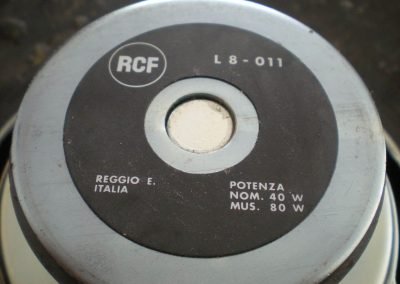 RCF
L 8 - 011
REGGIO E.
ITALIA
POTENZA
NOM. 40 W
MUS. 80 W